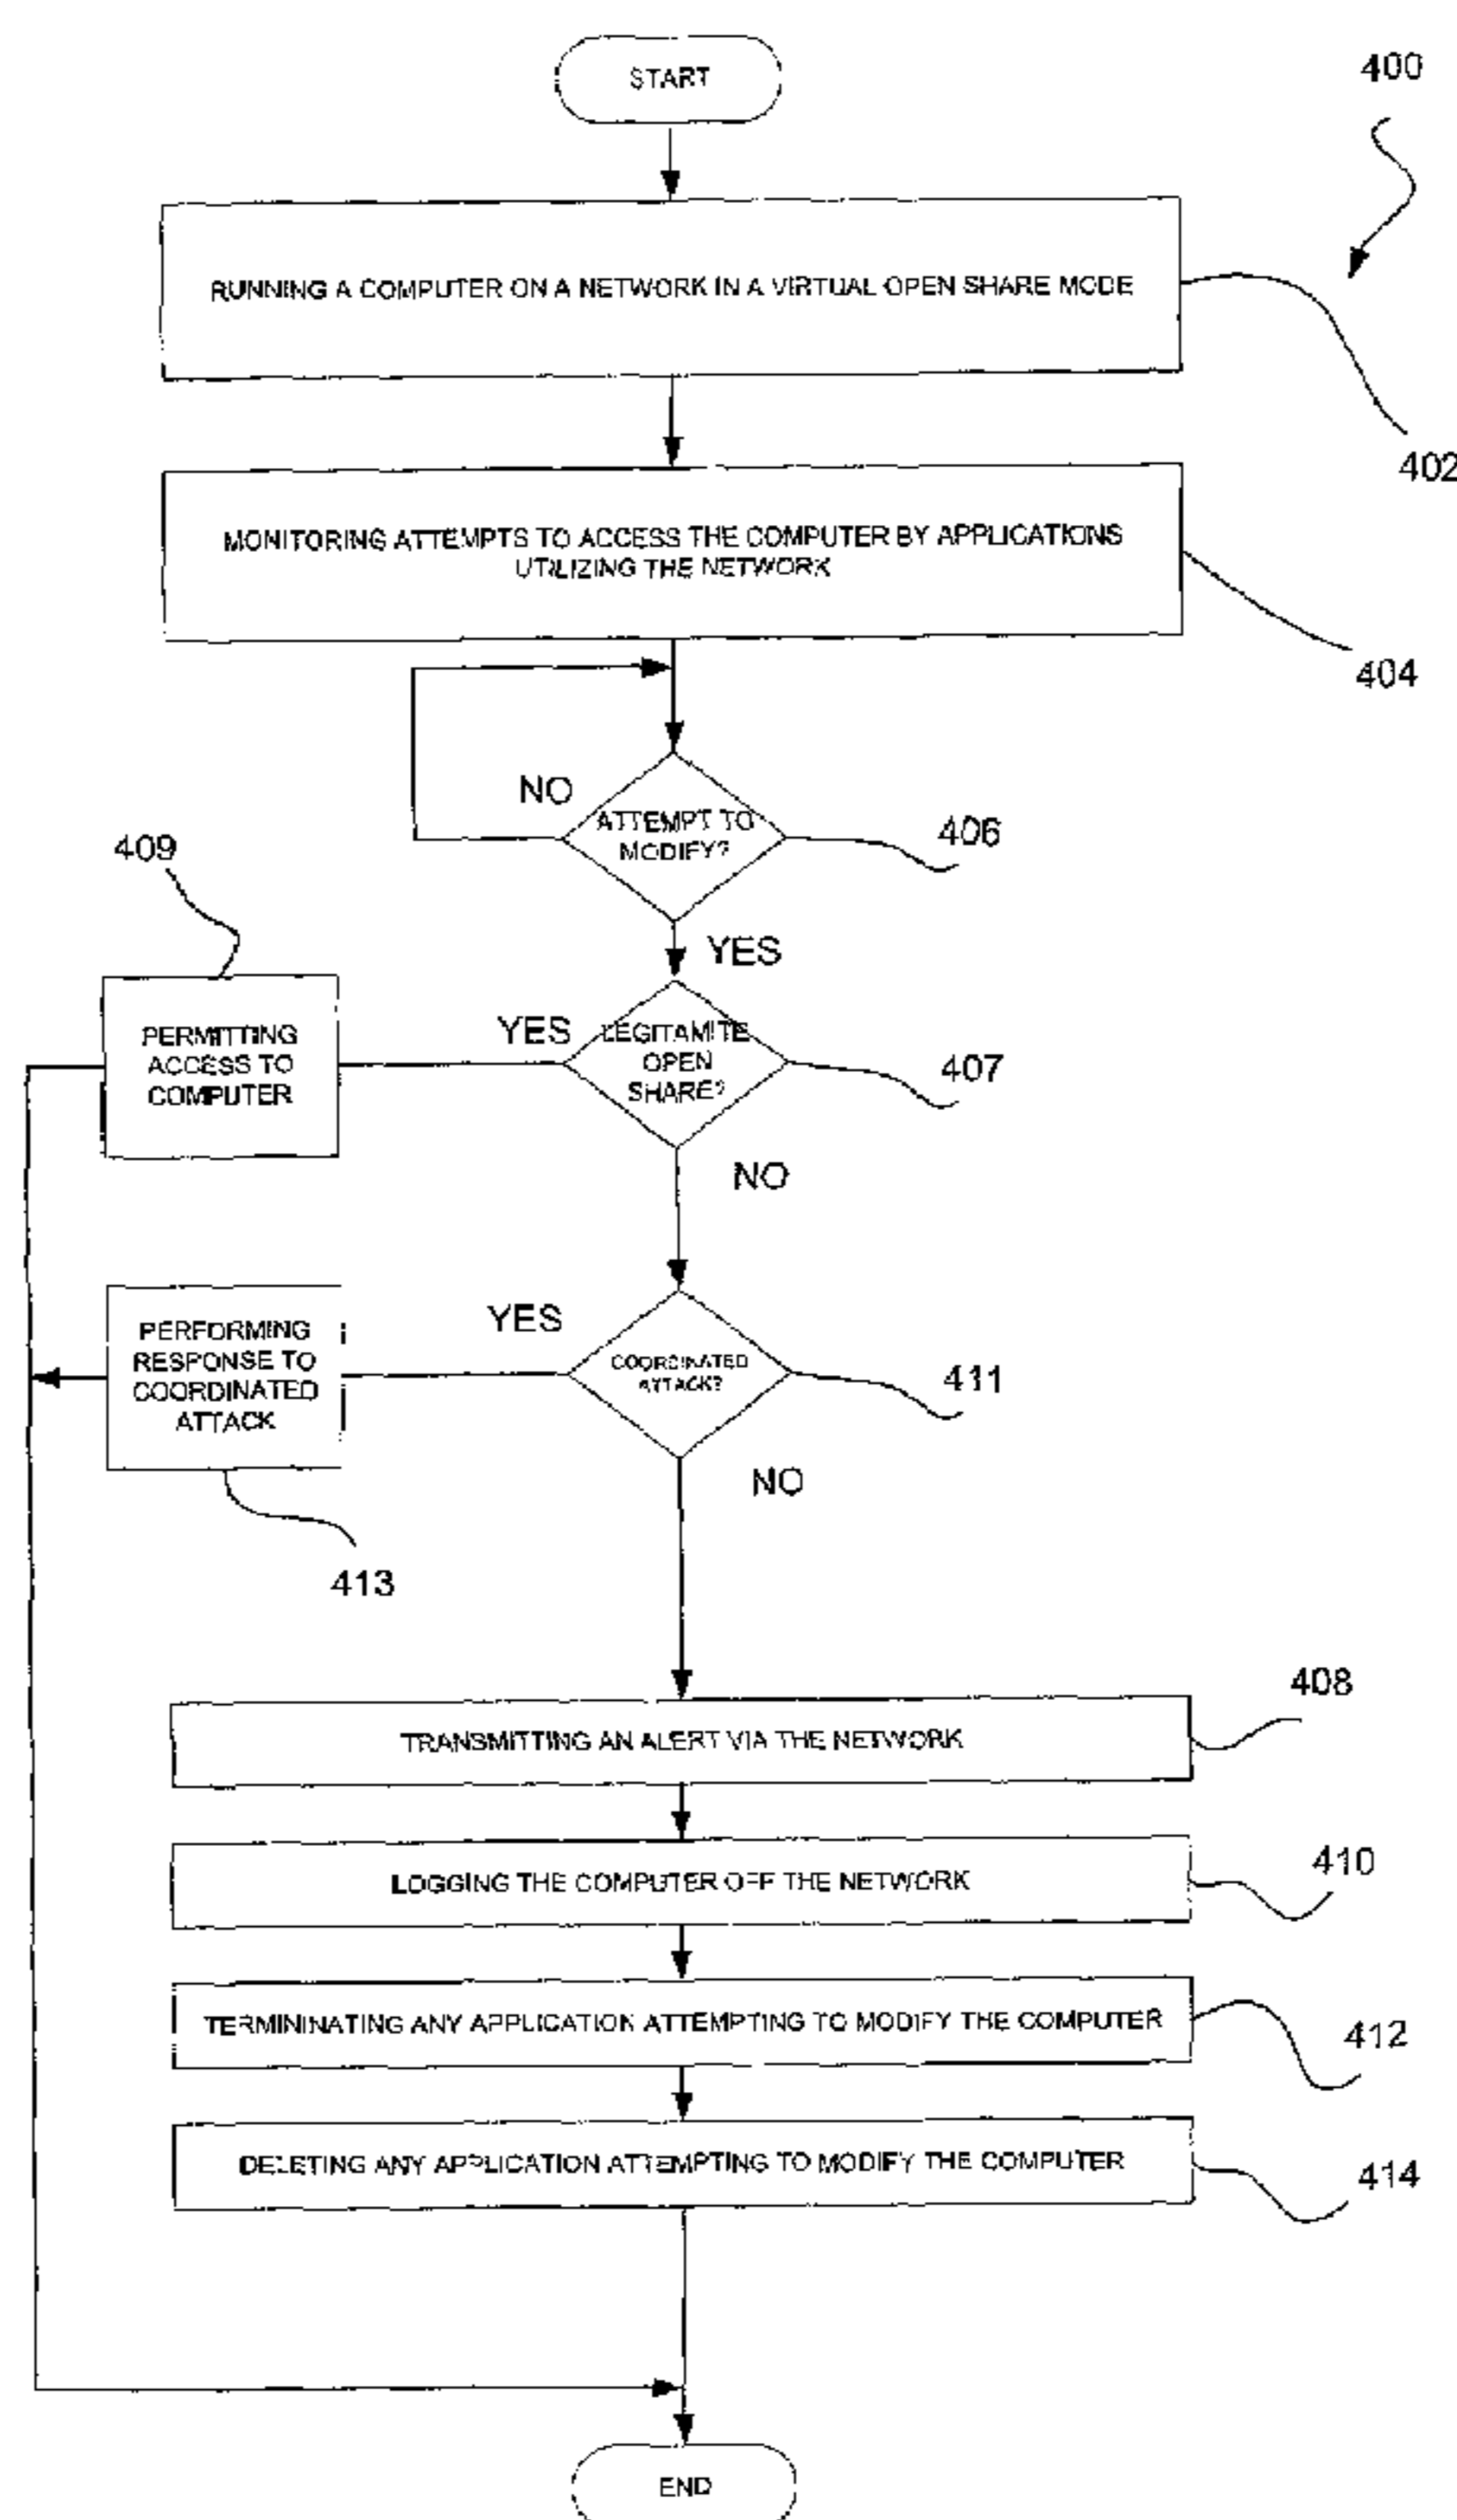 START
400
RUNNING A COMPUTER ON A NETWORK IN A VIRTUAL OPEN SHARE MODE
402
MONITORING ATTEMPTS TO ACCESS THE COMPUTER BY APPLICATIONS
UTILIZING THE NETWORK
404
NO
ATTEMPT TO
MODIFY?
406
409
YES
PERMITTING
ACCESS TO
COMPUTER
YES
LEGITAMITE
OPEN
SHARE?
407
NO
PERFORMING
RESPONSE TO
COORDINATED
ATTACK
YES
COORDINATED
ATTACK?
411
NO
413
408
TRANSMITTING AN ALERT VIA THE NETWORK
LOGGING THE COMPUTER OFF THE NETWORK
410
TERMININATING ANY APPLICATION ATTEMPTING TO MODIFY THE COMPUTER
412
DELETING ANY APPLICATION ATTEMPTING TO MODIFY THE COMPUTER
414
END